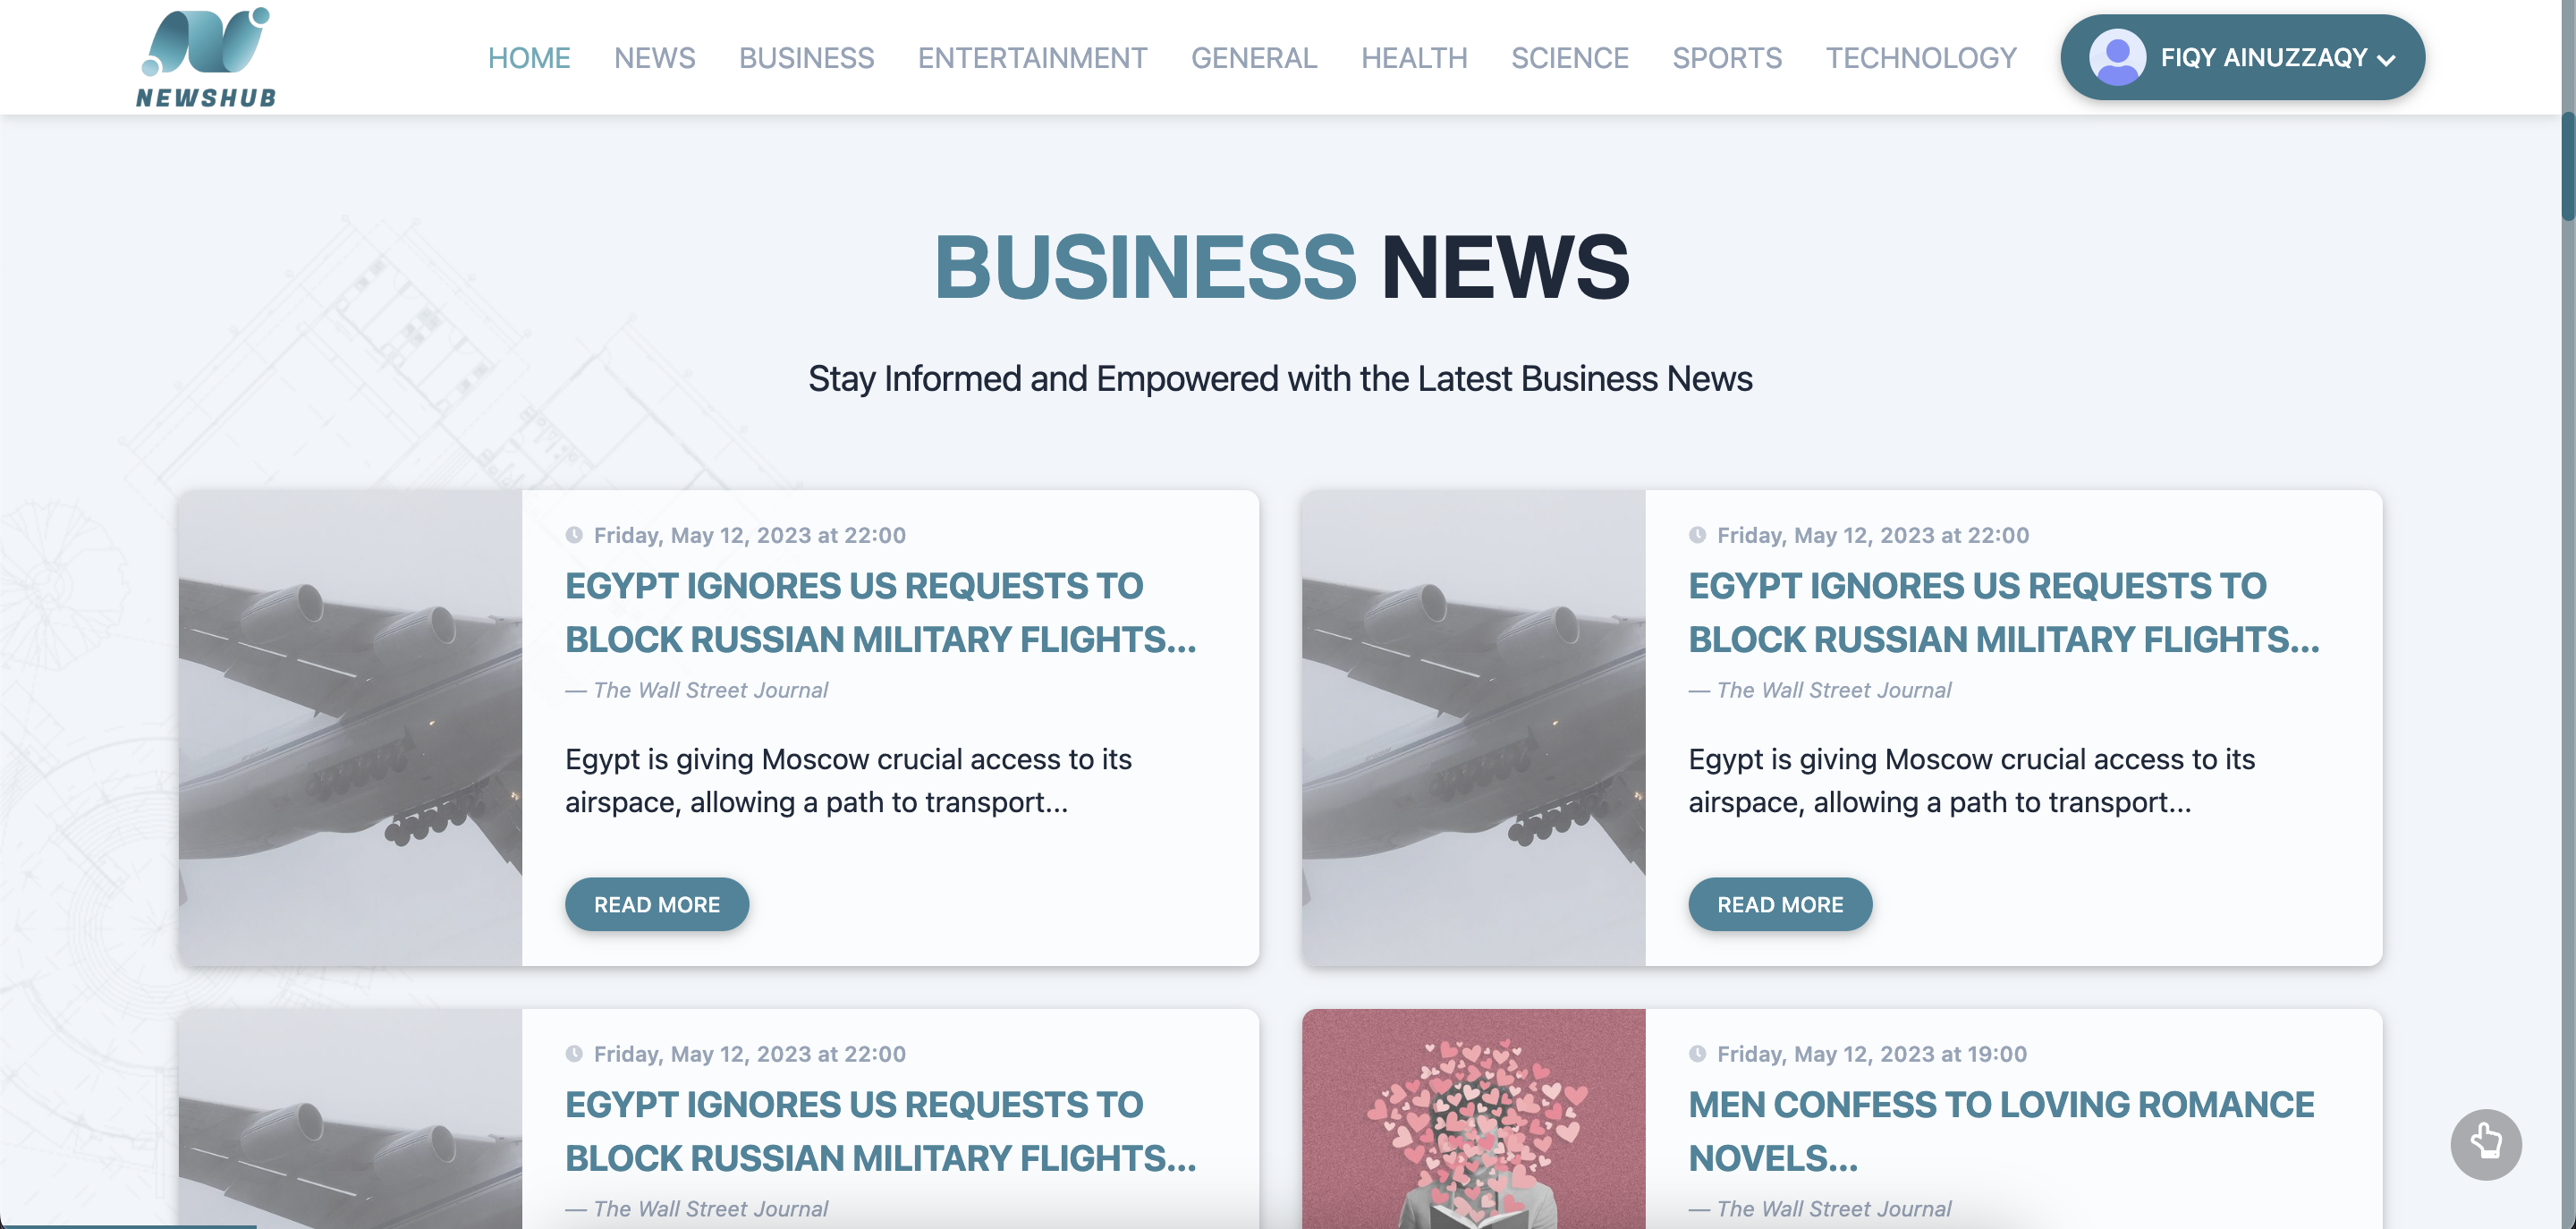 NEWSHUB
HOME NEWS BUSINESS ENTERTAINMENT GENERAL HEALTH SCIENCE SPORTS TECHNOLOGY FIQY AINUZZAQY
BUSINESS NEWS
Stay Informed and Empowered with the Latest Business News
Friday, May 12, 2023 at 22:00
EGYPT IGNORES US REQUESTS TO
BLOCK RUSSIAN MILITARY FLIGHTS...
— The Wall Street Journal
Egypt is giving Moscow crucial access to its
airspace, allowing a path to transport...
READ MORE
Friday, May 12, 2023 at 22:00
EGYPT IGNORES US REQUESTS TO
BLOCK RUSSIAN MILITARY FLIGHTS...
— The Wall Street Journal
Egypt is giving Moscow crucial access to its
airspace, allowing a path to transport...
READ MORE
Friday, May 12, 2023 at 22:00
EGYPT IGNORES US REQUESTS TO
BLOCK RUSSIAN MILITARY FLIGHTS...
— The Wall Street Journal
Friday, May 12, 2023 at 19:00
MEN CONFESS TO LOVING ROMANCE
NOVELS...
— The Wall Street Journal